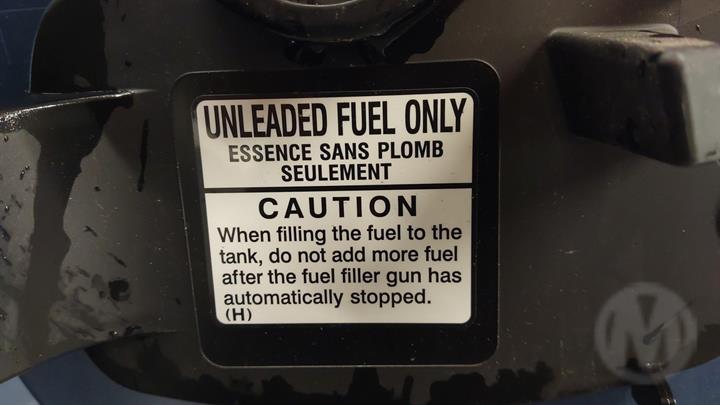 UNLEADED FUEL ONLY
ESSENCE SANS PLOMB
SEULEMENT
CAUTION
When filling the fuel to the
tank, do not add more fuel
after the fuel filler gun has
automatically stopped.
(H)
M